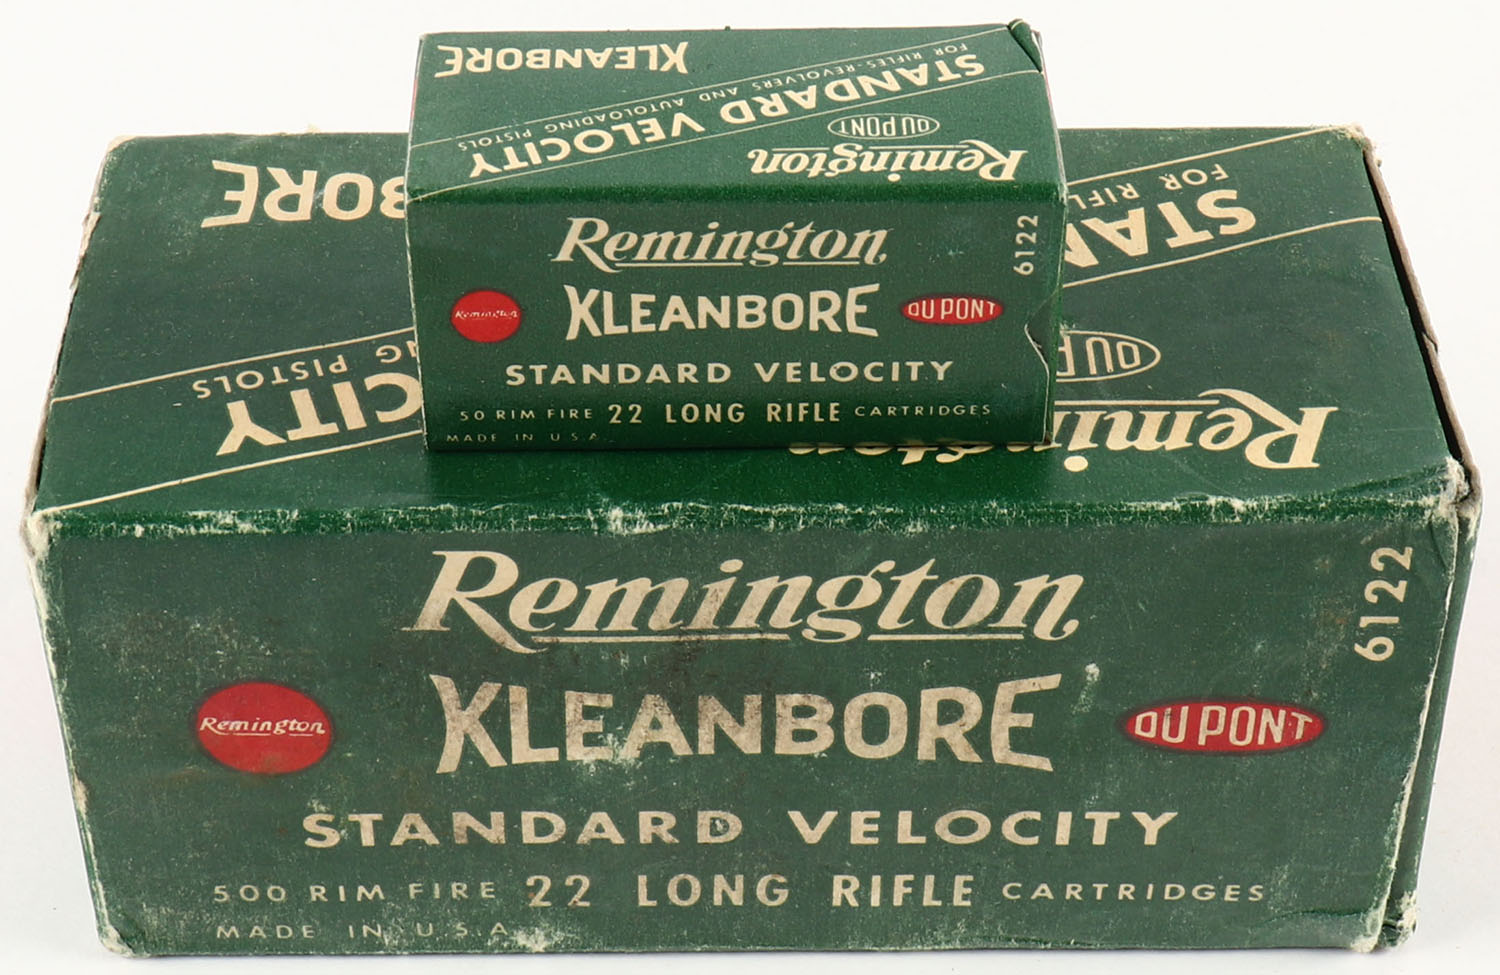 KLEANBORE
FOR RIFLES-REVOLVERS AND AUTOLOADING PISTOLS
STANDARD VELOCITY
DU PONT
Remington
Remington
6122
Remington
KLEANBORE
DU PONT
STANDARD VELOCITY
50 RIM FIRE 22 LONG RIFLE CARTRIDGES
MADE IN U.S.A.
BORE
FOR RIFL
PISTOLS
STAN
CITY
DU P
Remington
Remington
6122
Remington
KLEANBORE
DU PONT
STANDARD VELOCITY
500 RIM FIRE 22 LONG RIFLE CARTRIDGES
MADE IN U.S.A.